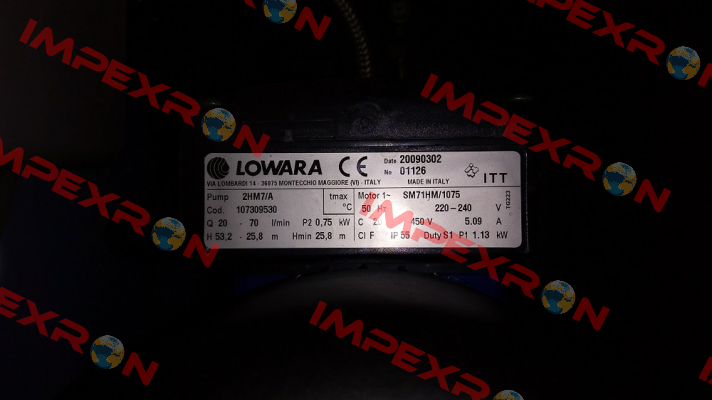 IMPEXRON
IMPEXRON
IMPEXRON
LOWARA CE
Date 20090302
No 01126
VIA LOMBARDI 14 - 36075 MONTECCHIO MAGGIORE (VI) - ITALY
MADE IN ITALY
ITT
Pump 2HM7/A tmax Motor 1~ SM71HM/1075
Cod. 107309530 °C 50 Hz 220-240 V
Q 20 - 70 l/min P2 0,75 kW C 450 V 5.09 A
H 53,2 - 25,8 m Hmin 25,8 m Cl F IP 55 Duty S1 P1 1.13 kW
TG223
IMPEXRON
IMPEXRON
IMPEXRON